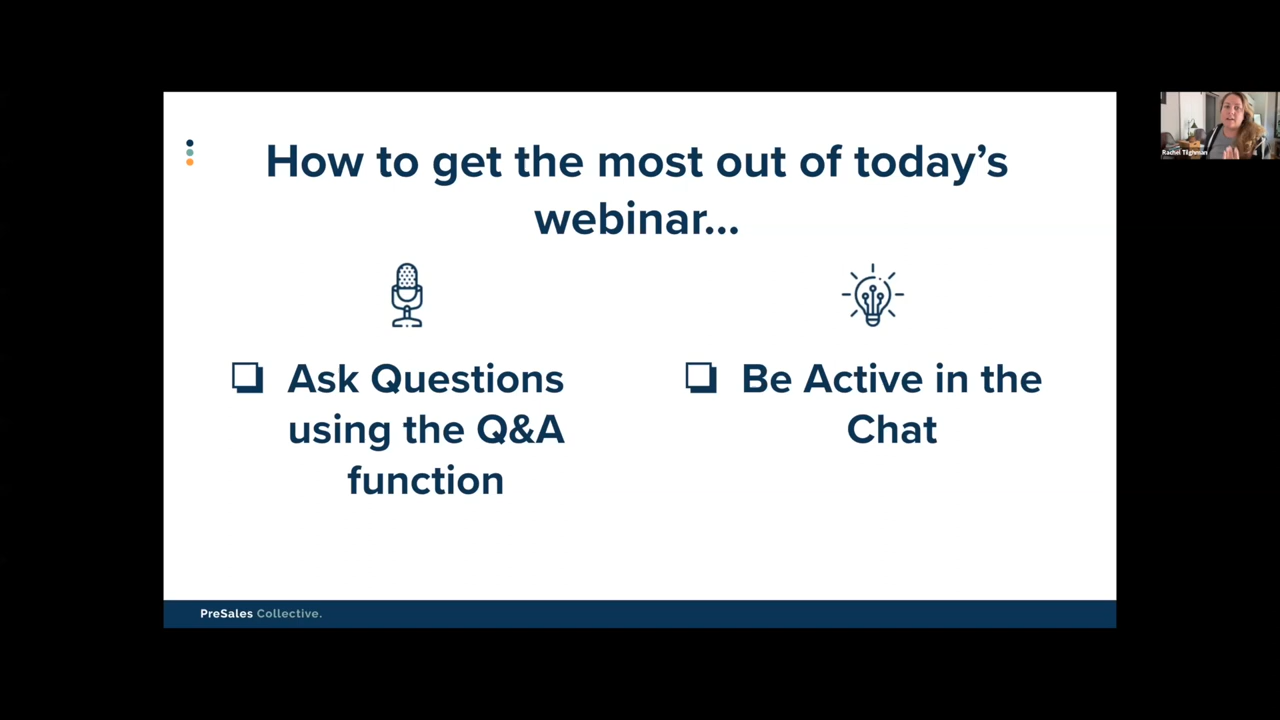 How to get the most out of today's
webinar...
Ask Questions
using the Q&A
function
Be Active in the
Chat
PreSales Collective.
Rachel Tilghman